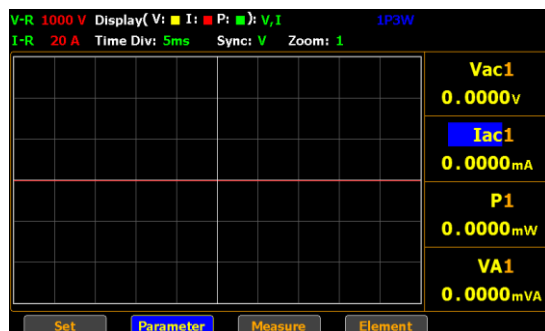 V-R 1000 V Display( V: I: P: ): V,I 1P3W
I-R 20 A Time Div: 5ms Sync: V Zoom: 1
Vac1
0.0000V
Iac1
0.0000mA
P1
0.0000mW
VA1
0.0000mVA
Set Parameter Measure Element